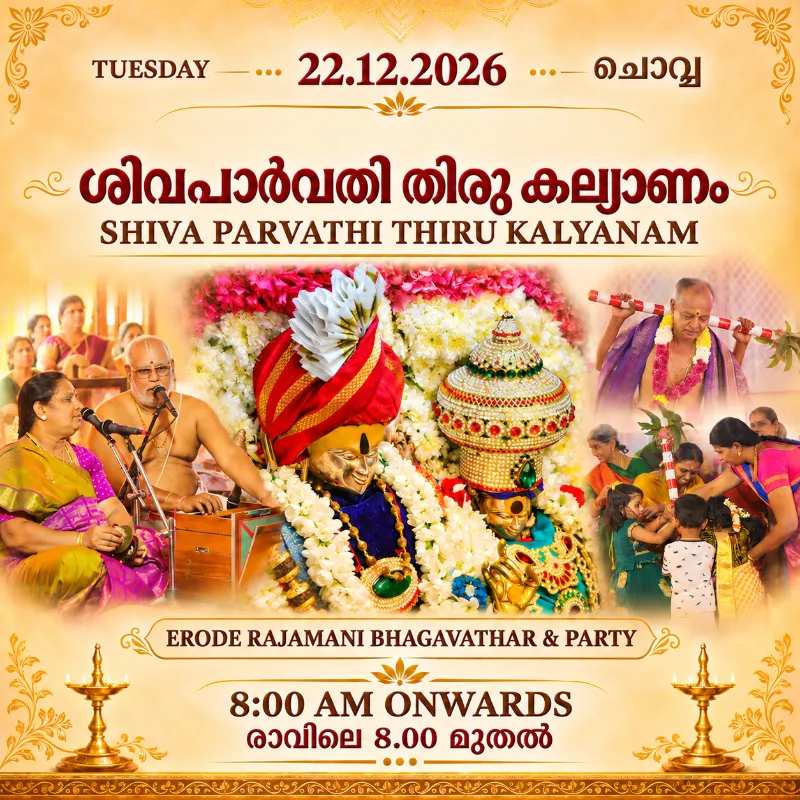 TUESDAY 22.12.2026 ചൊവ്വ
ശിവപാർവതി തിരു കല്യാണം
SHIVA PARVATHI THIRU KALYANAM
ERODE RAJAMANI BHAGAVATHAR & PARTY
8:00 AM ONWARDS
രാവിലെ 8.00 മുതൽ